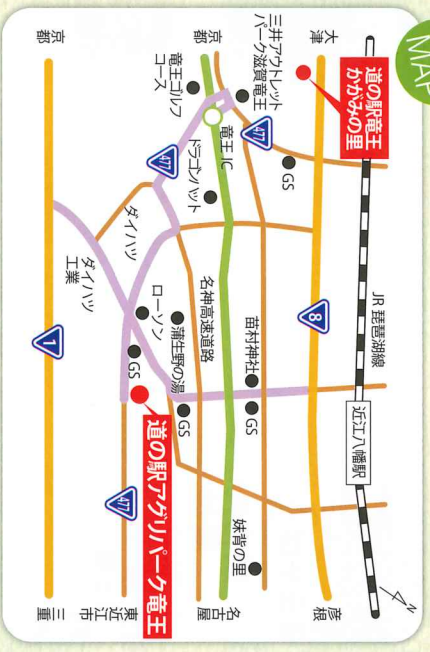 MAP
大津
道の駅竜王
かがみの里
JR 琵琶湖線
近江八幡駅
彦根
8
三井アウトレット
パーク滋賀竜王
477
GS
京都
竜王IC
名神高速道路
苗村神社
GS
妹背の里
名古屋
竜王ゴルフ
コース
ドラゴンハット
477
ダイハツ
ダイハツ
工業
ローソン
蒲生野の湯
GS
GS
道の駅アグリパーク竜王
477
東近江市
京都
1
三重
N